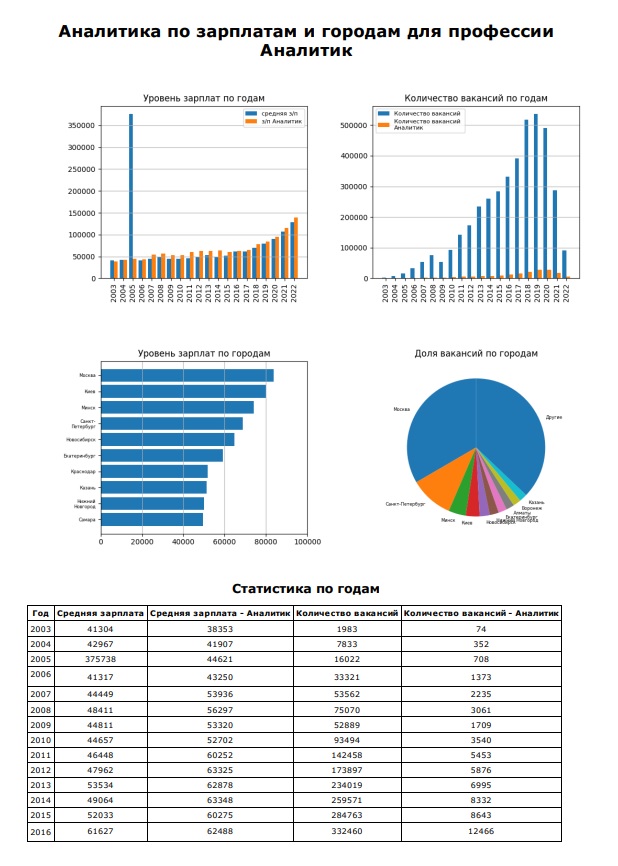 Аналитика по зарплатам и городам для профессии
Аналитик
Уровень зарплат по годам
средняя з/п
з/п Аналитик
350000
300000
250000
200000
150000
100000
50000
0
2003 2004 2005 2006 2007 2008 2009 2010 2011 2012 2013 2014 2015 2016 2017 2018 2019 2020 2021 2022
Количество вакансий по годам
Количество вакансий
Количество вакансий
Аналитик
500000
400000
300000
200000
100000
0
2003 2004 2005 2006 2007 2008 2009 2010 2011 2012 2013 2014 2015 2016 2017 2018 2019 2020 2021 2022
Уровень зарплат по городам
Москва
Киев
Минск
Санкт-
Петербург
Новосибирск
Екатеринбург
Краснодар
Казань
Нижний
Новгород
Самара
0 20000 40000 60000 80000 100000
Доля вакансий по городам
Москва
Другие
Санкт-Петербург
Минск
Киев
Казань
Воронеж
Алматы
Екатеринбург
Статистика по годам
Год Средняя зарплата Средняя зарплата - Аналитик Количество вакансий Количество вакансий - Аналитик
2003 41304 38353 1983 74
2004 42967 41907 7833 352
2005 375738 44621 16022 708
2006 41317 43250 33321 1373
2007 44449 53936 53562 2235
2008 48411 56297 75070 3061
2009 44811 53320 52889 1709
2010 44657 52702 93494 3540
2011 46448 60252 142458 5453
2012 47962 63325 173897 5876
2013 53534 62878 234019 6995
2014 49064 63348 259571 8332
2015 52033 60275 284763 8643
2016 61627 62488 332460 12466